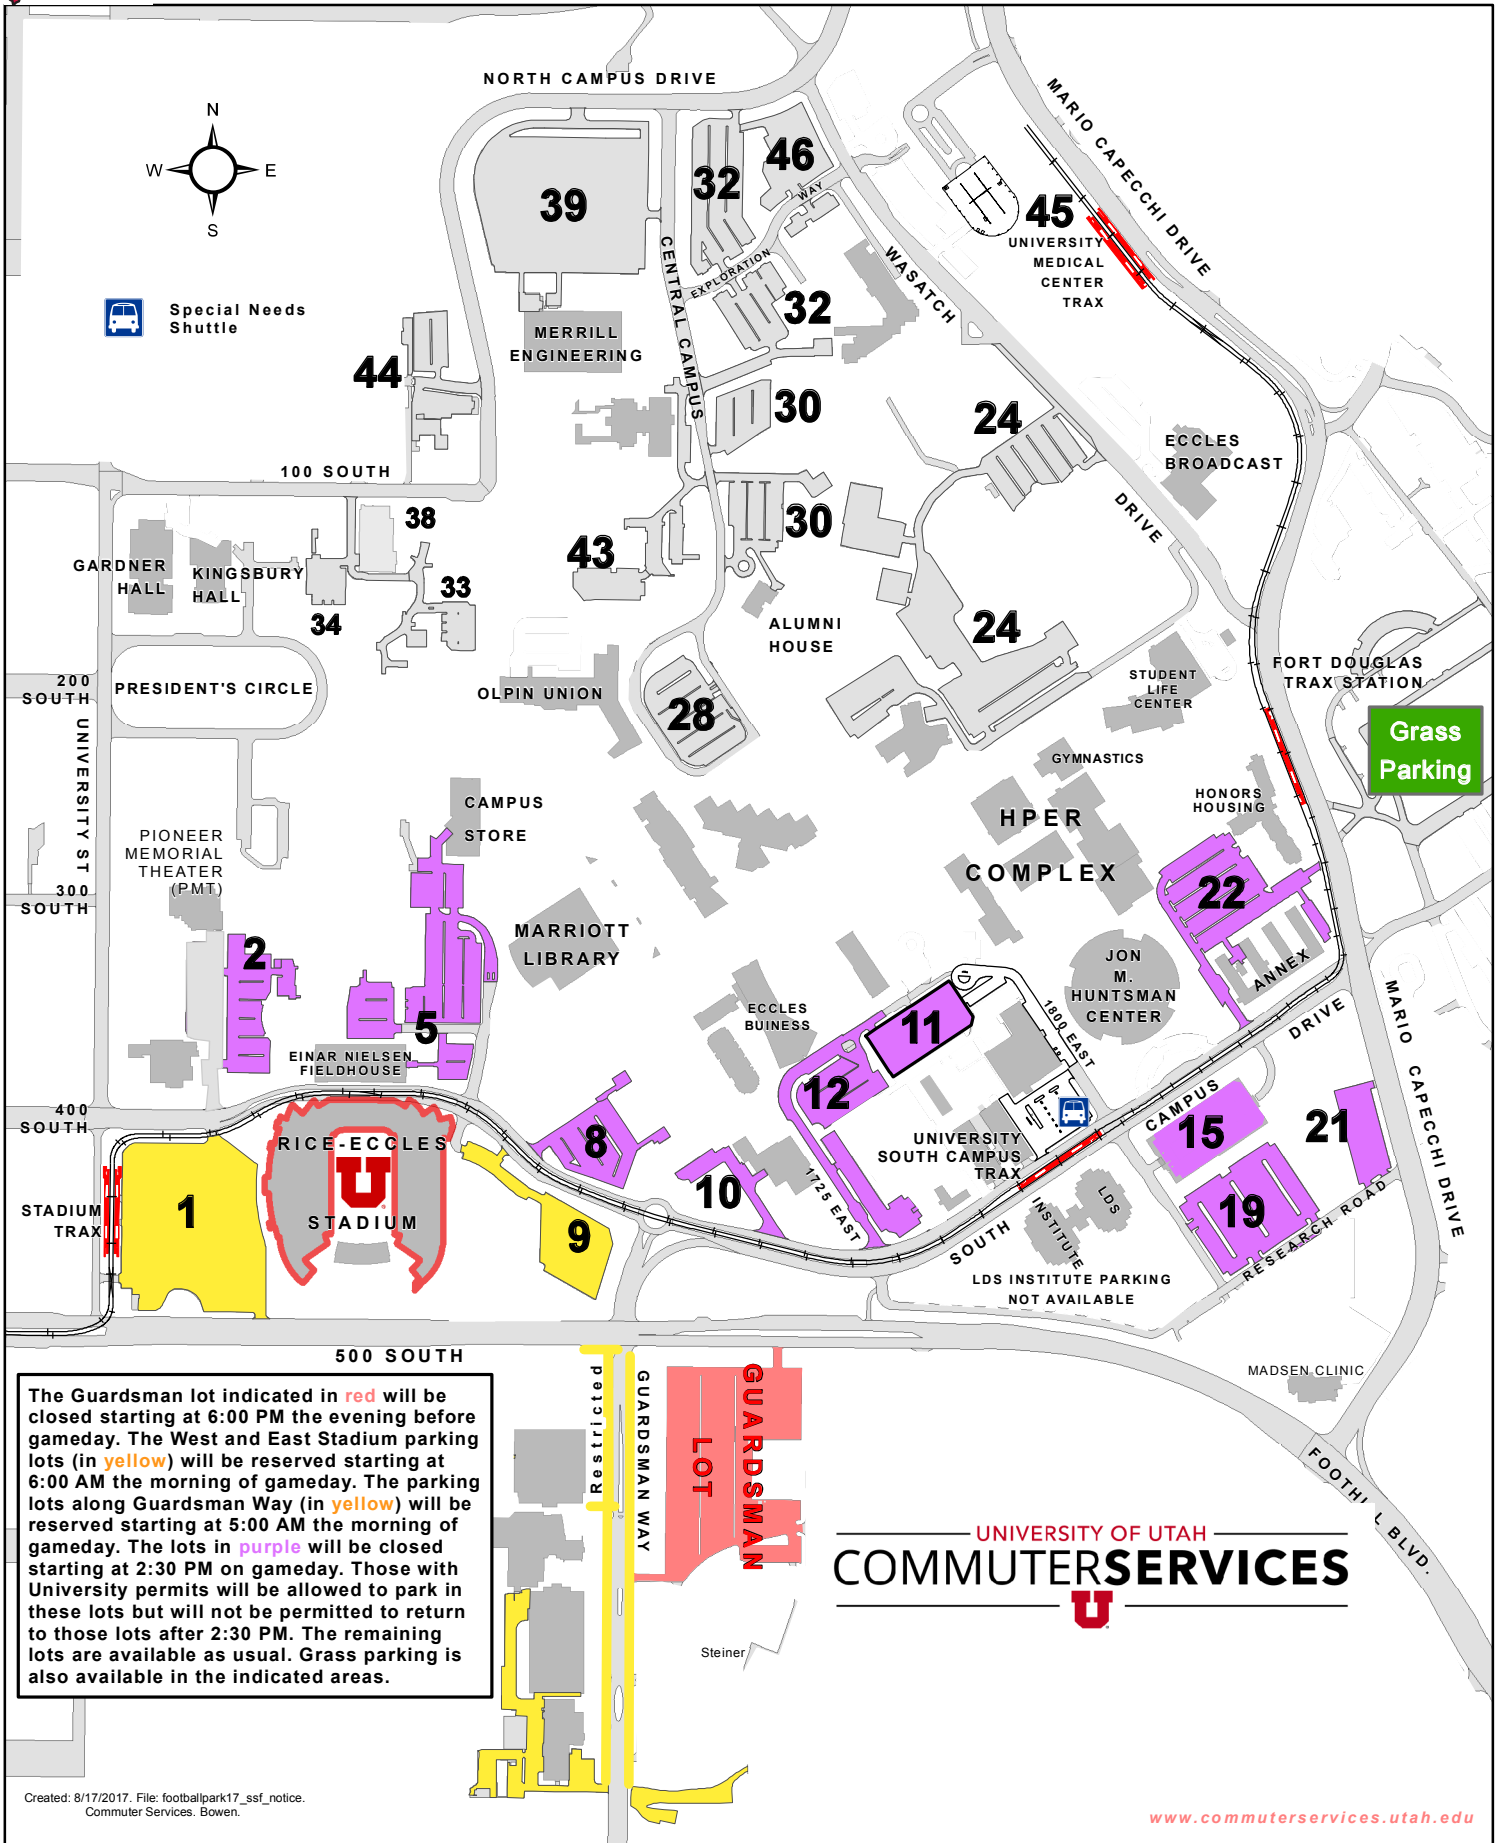 NORTH CAMPUS DRIVE
MARIO CAPECCHI DRIVE
N
W
E
S
46
32
39
WAY
45
UNIVERSITY
MEDICAL
CENTER
TRAX
CENTRAL CAMPUS
EXPLORATION
WASATCH
Special Needs
Shuttle
32
MERRILL
ENGINEERING
44
30
24
ECCLES
BROADCAST
100 SOUTH
DRIVE
38
30
43
GARDNER
HALL
KINGSBURY
HALL
33
34
ALUMNI
HOUSE
24
FORT DOUGLAS
TRAX STATION
STUDENT
LIFE
CENTER
200
SOUTH
PRESIDENT'S CIRCLE
OLPIN UNION
28
Grass
Parking
UNIVERSITY ST
GYMNASTICS
HONORS
HOUSING
CAMPUS
STORE
HPER
COMPLEX
PIONEER
MEMORIAL
THEATER
(PMT)
300
SOUTH
22
MARRIOTT
LIBRARY
2
JON
M.
HUNTSMAN
CENTER
ANNEX
5
ECCLES
BUINESS
11
1800 EAST
DRIVE
MARIO CAPECCHI DRIVE
EINAR NIELSEN
FIELDHOUSE
12
CAMPUS
400
SOUTH
RICE-ECCLES
U
STADIUM
8
UNIVERSITY
SOUTH CAMPUS
TRAX
15
21
10
1725 EAST
LDS
INSTITUTE
STADIUM
TRAX
1
9
19
SOUTH
RESEARCH ROAD
LDS INSTITUTE PARKING
NOT AVAILABLE
500 SOUTH
MADSEN CLINIC
Restricted
GUARDSMAN WAY
GUARDSMAN
LOT
The Guardsman lot indicated in red will be
closed starting at 6:00 PM the evening before
gameday. The West and East Stadium parking
lots (in yellow) will be reserved starting at
6:00 AM the morning of gameday. The parking
lots along Guardsman Way (in yellow) will be
reserved starting at 5:00 AM the morning of
gameday. The lots in purple will be closed
starting at 2:30 PM on gameday. Those with
University permits will be allowed to park in
these lots but will not be permitted to return
to those lots after 2:30 PM. The remaining
lots are available as usual. Grass parking is
also available in the indicated areas.
FOOTHILL BLVD.
UNIVERSITY OF UTAH
COMMUTERSERVICES
U
Steiner
Created: 8/17/2017. File: footballpark17_ssf_notice.
Commuter Services. Bowen.
www.commuterservices.utah.edu